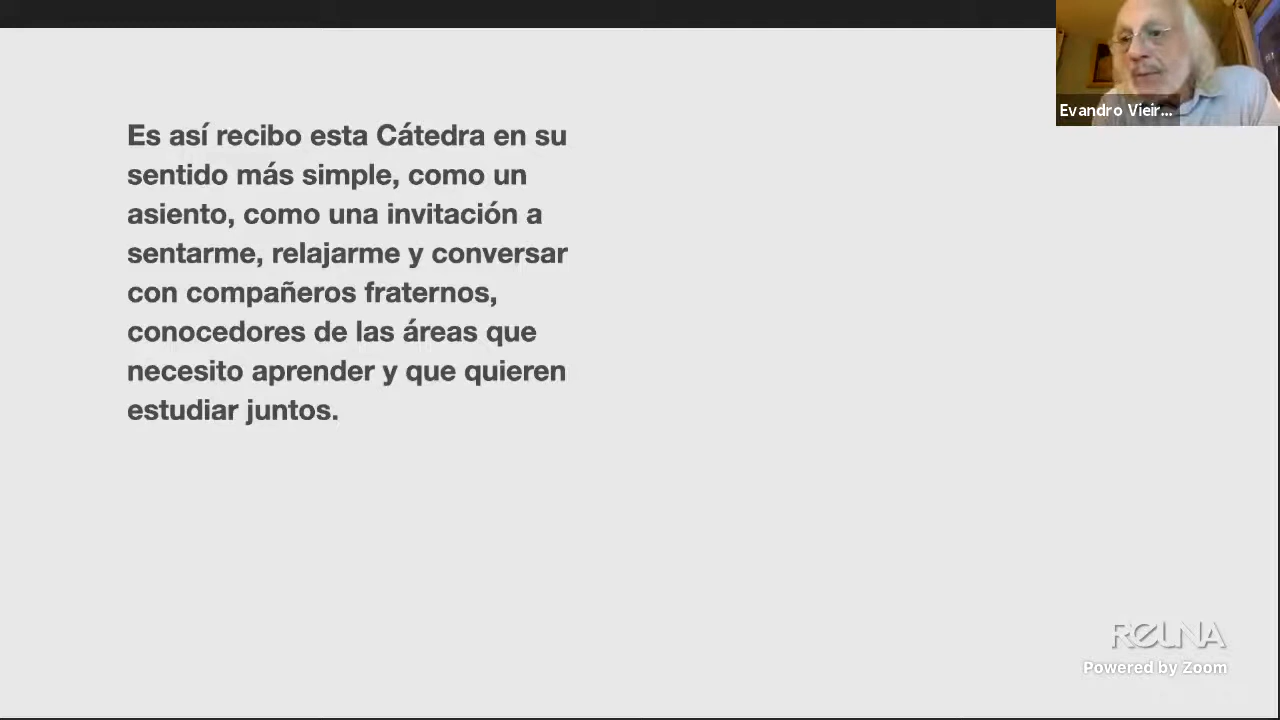 Es así recibo esta Cátedra en su
sentido más simple, como un
asiento, como una invitación a
sentarme, relajarme y conversar
con compañeros fraternos,
conocedores de las áreas que
necesito aprender y que quieren
estudiar juntos.
Evandro Vieir...
REUNA
Powered by Zoom